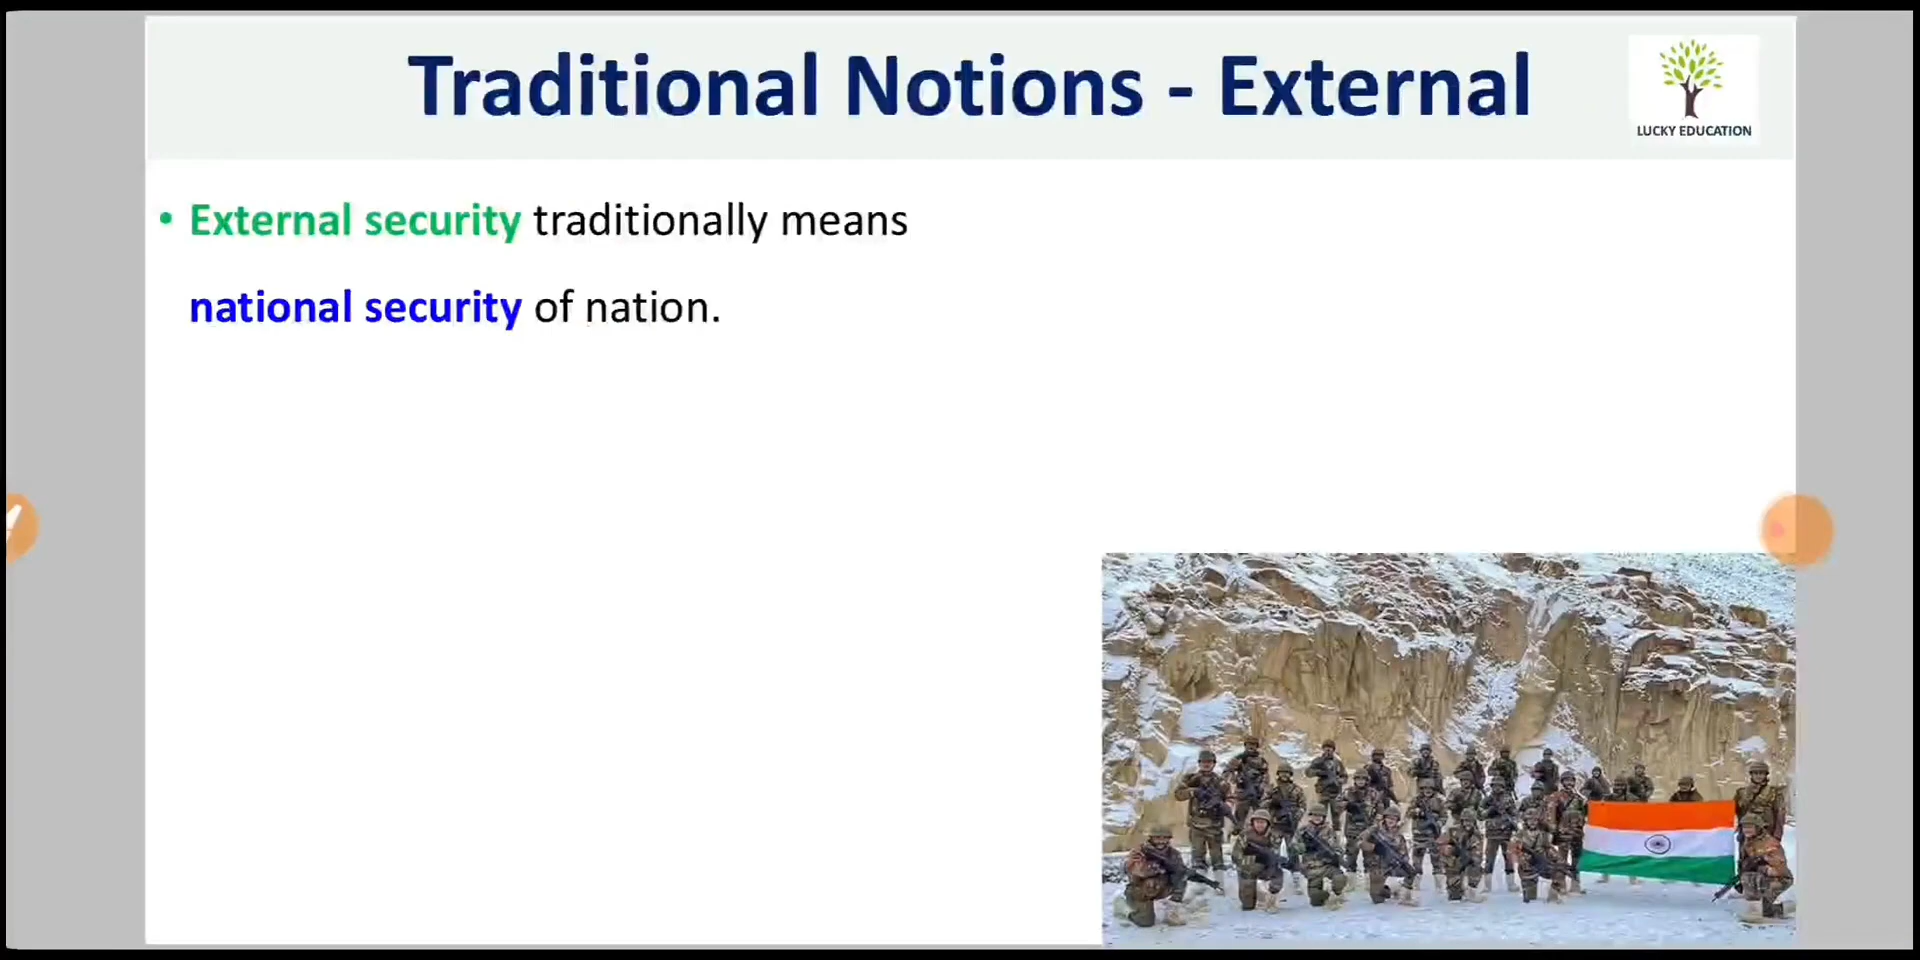 Traditional Notions - External
LUCKY EDUCATION
• External security traditionally means
national security of nation.